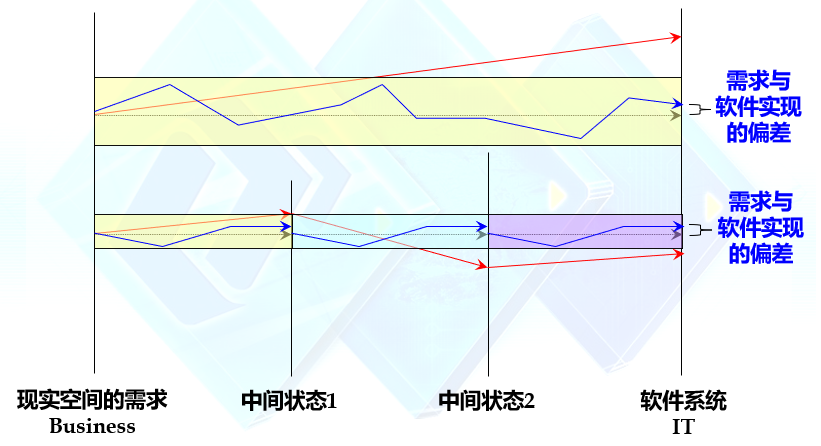 需求与
软件实现
的偏差
需求与
软件实现
的偏差
现实空间的需求
Business
中间状态1
中间状态2
软件系统
IT